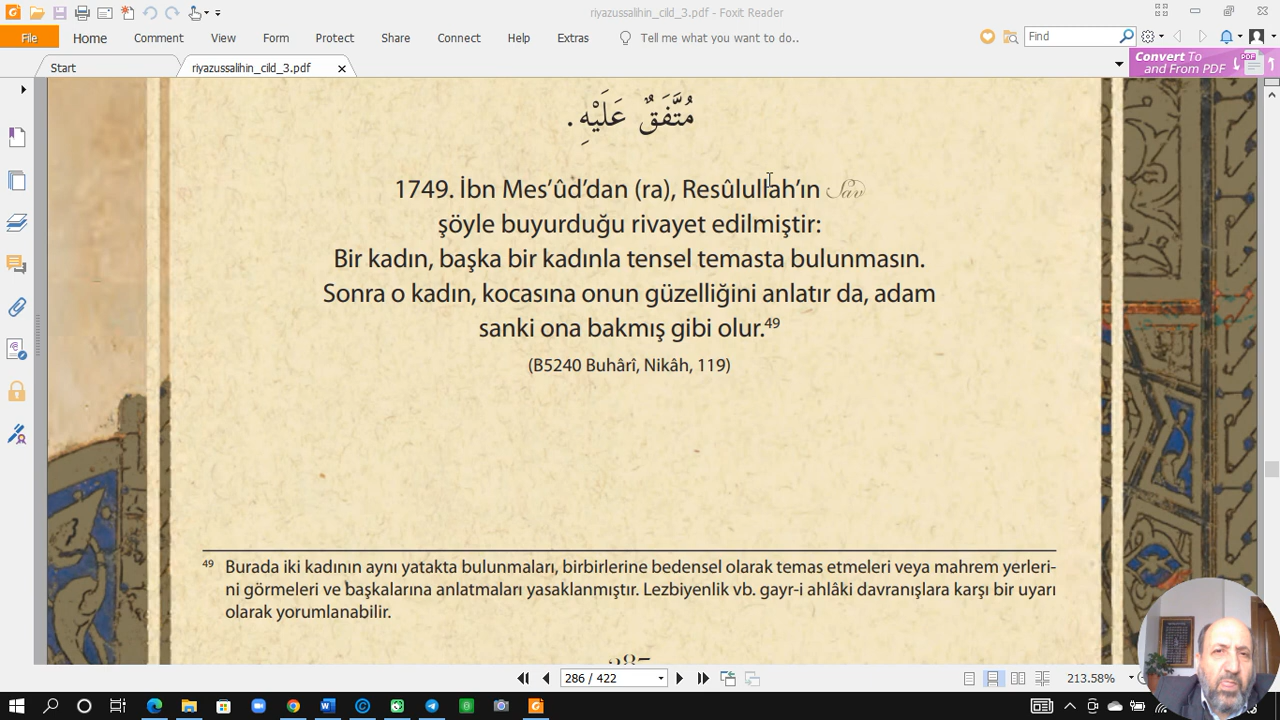 riyazussalihin_cild_3.pdf - Foxit Reader
File Home Comment View Form Protect Share Connect Help Extras Tell me what you want to do.. Find
Start riyazussalihin_cild_3.pdf
Convert To
and From PDF
PDF
مُتَّفَقٌ عَلَيْهِ .
1749. İbn Mes’ûd’dan (ra), Resûlullah’ın Sav
şöyle buyurduğu rivayet edilmiştir:
Bir kadın, başka bir kadınla tensel temasta bulunmasın.
Sonra o kadın, kocasına onun güzelliğini anlatır da, adam
sanki ona bakmış gibi olur.49
(B5240 Buhârî, Nikâh, 119)
49 Burada iki kadının aynı yatakta bulunmaları, birbirlerine bedensel olarak temas etmeleri veya mahrem yerleri-
ni görmeleri ve başkalarına anlatmaları yasaklanmıştır. Lezbiyenlik vb. gayr-i ahlâki davranışlara karşı bir uyarı
olarak yorumlanabilir.
286 / 422
213.58%